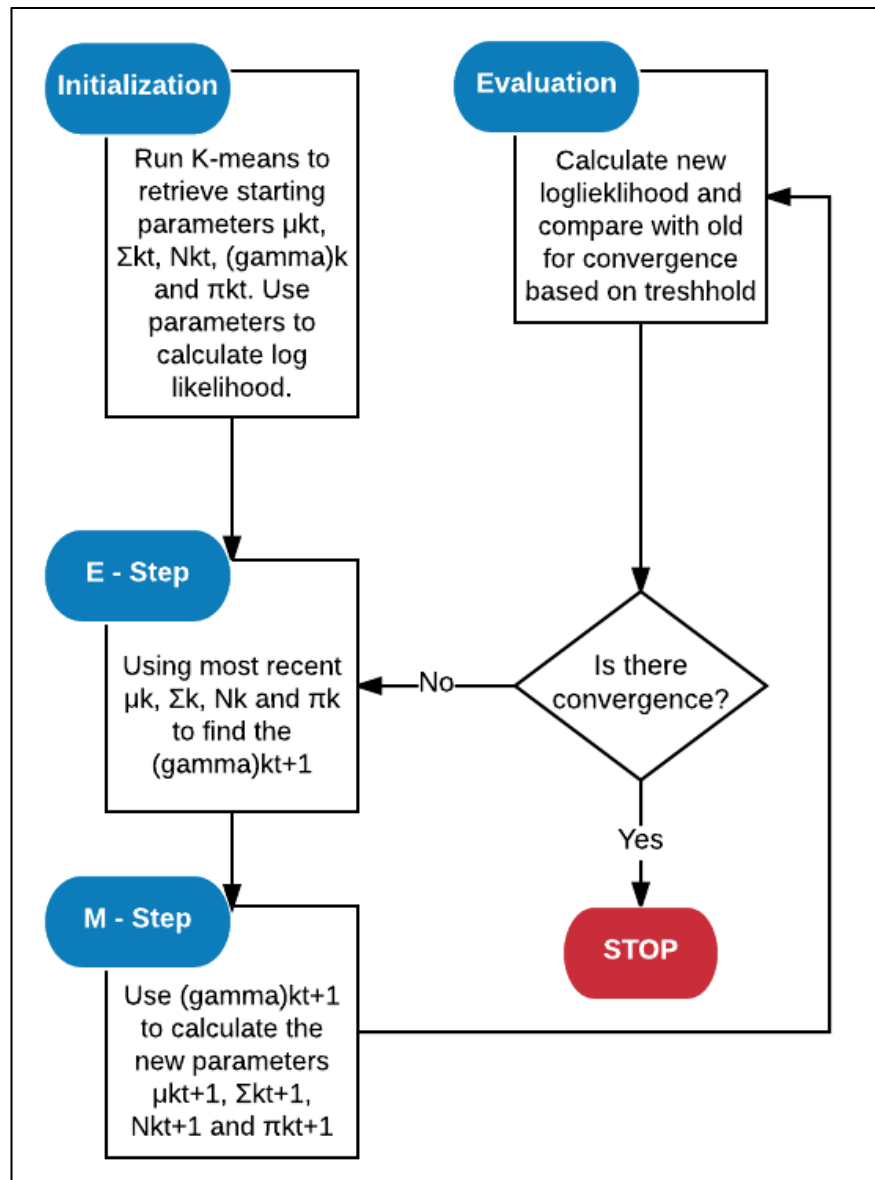 Initialization
Run K-means to
retrieve starting
parameters μkt,
Σkt, Nkt, (gamma)k
and πkt. Use
parameters to
calculate log
likelihood.
E - Step
Using most recent
μk, Σk, Nk and πk
to find the
(gamma)kt+1
M - Step
Use (gamma)kt+1
to calculate the
new parameters
μkt+1, Σkt+1,
Nkt+1 and πkt+1
Evaluation
Calculate new
loglieklihood and
compare with old
for convergence
based on treshhold
Is there
convergence?
No
Yes
STOP